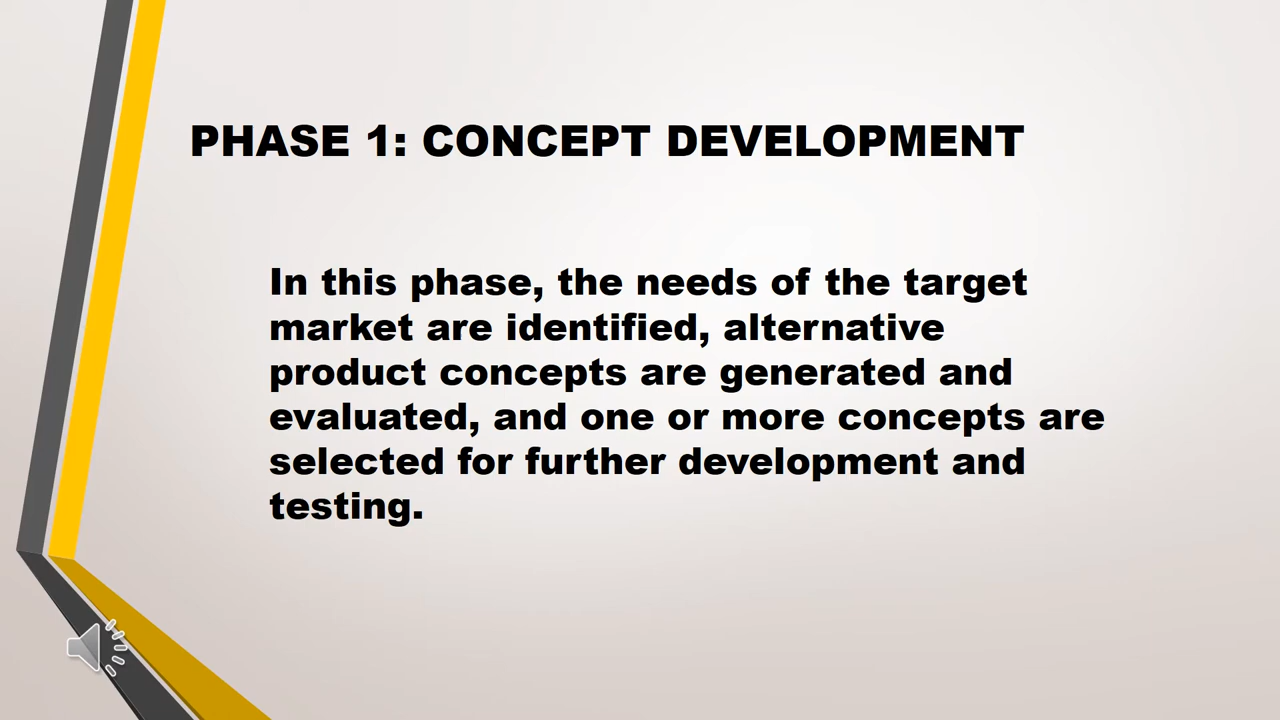 PHASE 1: CONCEPT DEVELOPMENT
In this phase, the needs of the target
market are identified, alternative
product concepts are generated and
evaluated, and one or more concepts are
selected for further development and
testing.